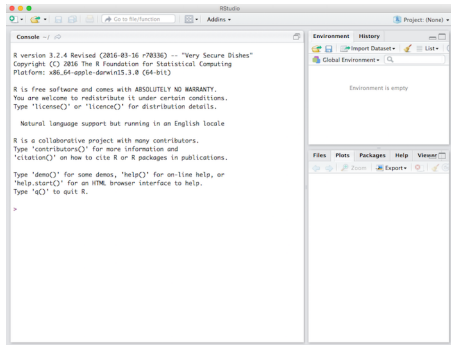 RStudio
Go to file/function
Addins
Project: (None)
Console ~/
R version 3.2.4 Revised (2016-03-16 r70336) -- "Very Secure Dishes"
Copyright (C) 2016 The R Foundation for Statistical Computing
Platform: x86_64-apple-darwin15.3.0 (64-bit)
R is free software and comes with ABSOLUTELY NO WARRANTY.
You are welcome to redistribute it under certain conditions.
Type 'license()' or 'licence()' for distribution details.
Natural language support but running in an English locale
R is a collaborative project with many contributors.
Type 'contributors()' for more information and
'citation()' on how to cite R or R packages in publications.
Type 'demo()' for some demos, 'help()' for on-line help, or
'help.start()' for an HTML browser interface to help.
Type 'q()' to quit R.
>
Environment History
Import Dataset List
Global Environment
Environment is empty
Files Plots Packages Help Viewer
Zoom Export